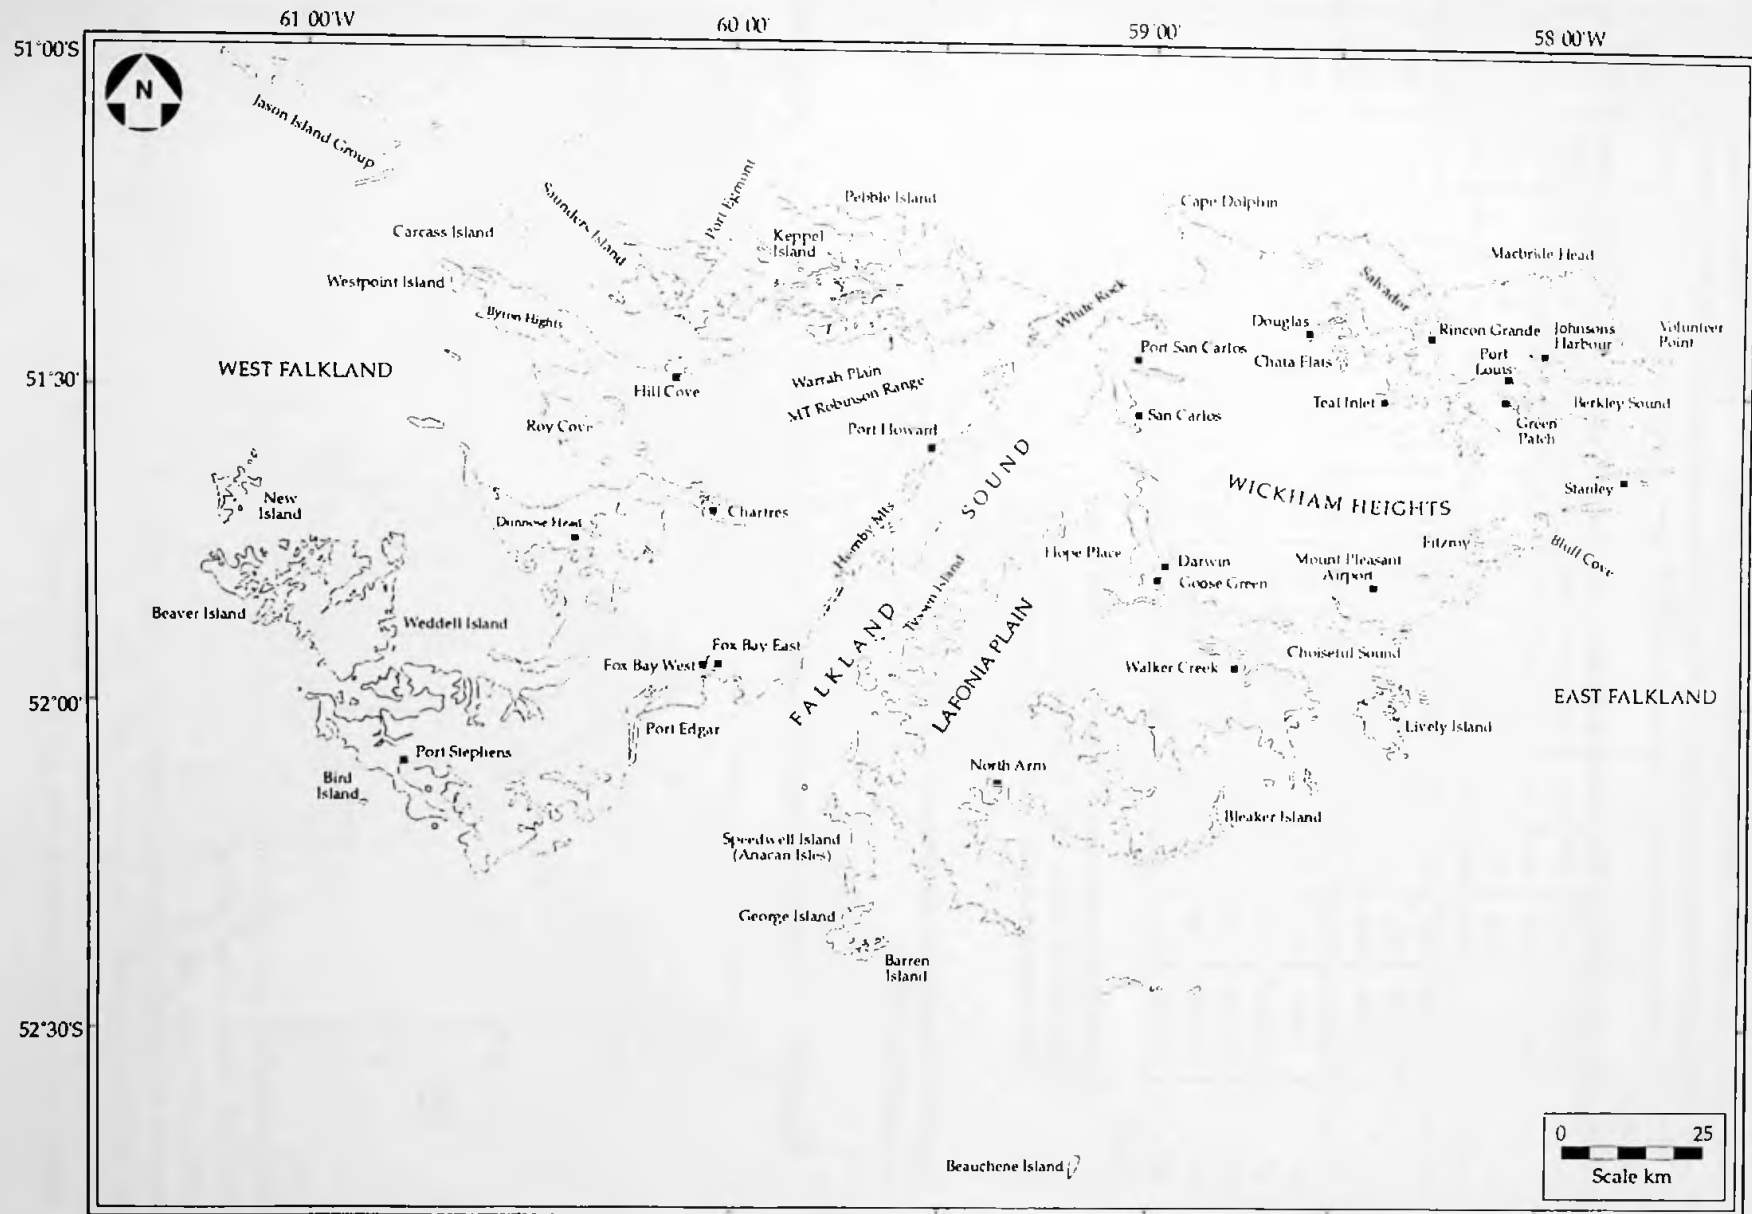 61 00'W
60 00'
59 00'
58 00'W
51°00'S
N
Jason Island Group
Saunders Island
Port Egmont
Pebble Island
Cape Dolphin
Carcass Island
Keppel
Island
Macbride Head
Westpoint Island
Salvador
White Rock
Byron Hights
Douglas
Rincon Grande
Johnsons
Harbour
Volunteer
Point
Port San Carlos
Chata Flats
Port
Louis
WEST FALKLAND
51°30'
Hill Cove
Warrah Plain
MT Robinson Range
Teal Inlet
Berkley Sound
San Carlos
Roy Cove
Port Howard
Green
Patch
SOUND
WICKHAM HEIGHTS
Stanley
New
Island
Chartres
Dunnose Head
Hornby Mts
Hope Place
Darwin
Goose Green
Mount Pleasant
Airport
Fitzroy
Bluff Cove
Beaver Island
Weddell Island
Tyssen Island
FALKLAND
LAFONIA PLAIN
Fox Bay East
Fox Bay West
Walker Creek
Choiseful Sound
52°00'
EAST FALKLAND
Port Edgar
Lively Island
Port Stephens
North Arm
Bird
Island
Bleaker Island
Speedwell Island
(Anacan Isles)
George Island
Barren
Island
52°30'S
Beauchene Island
0
25
Scale km